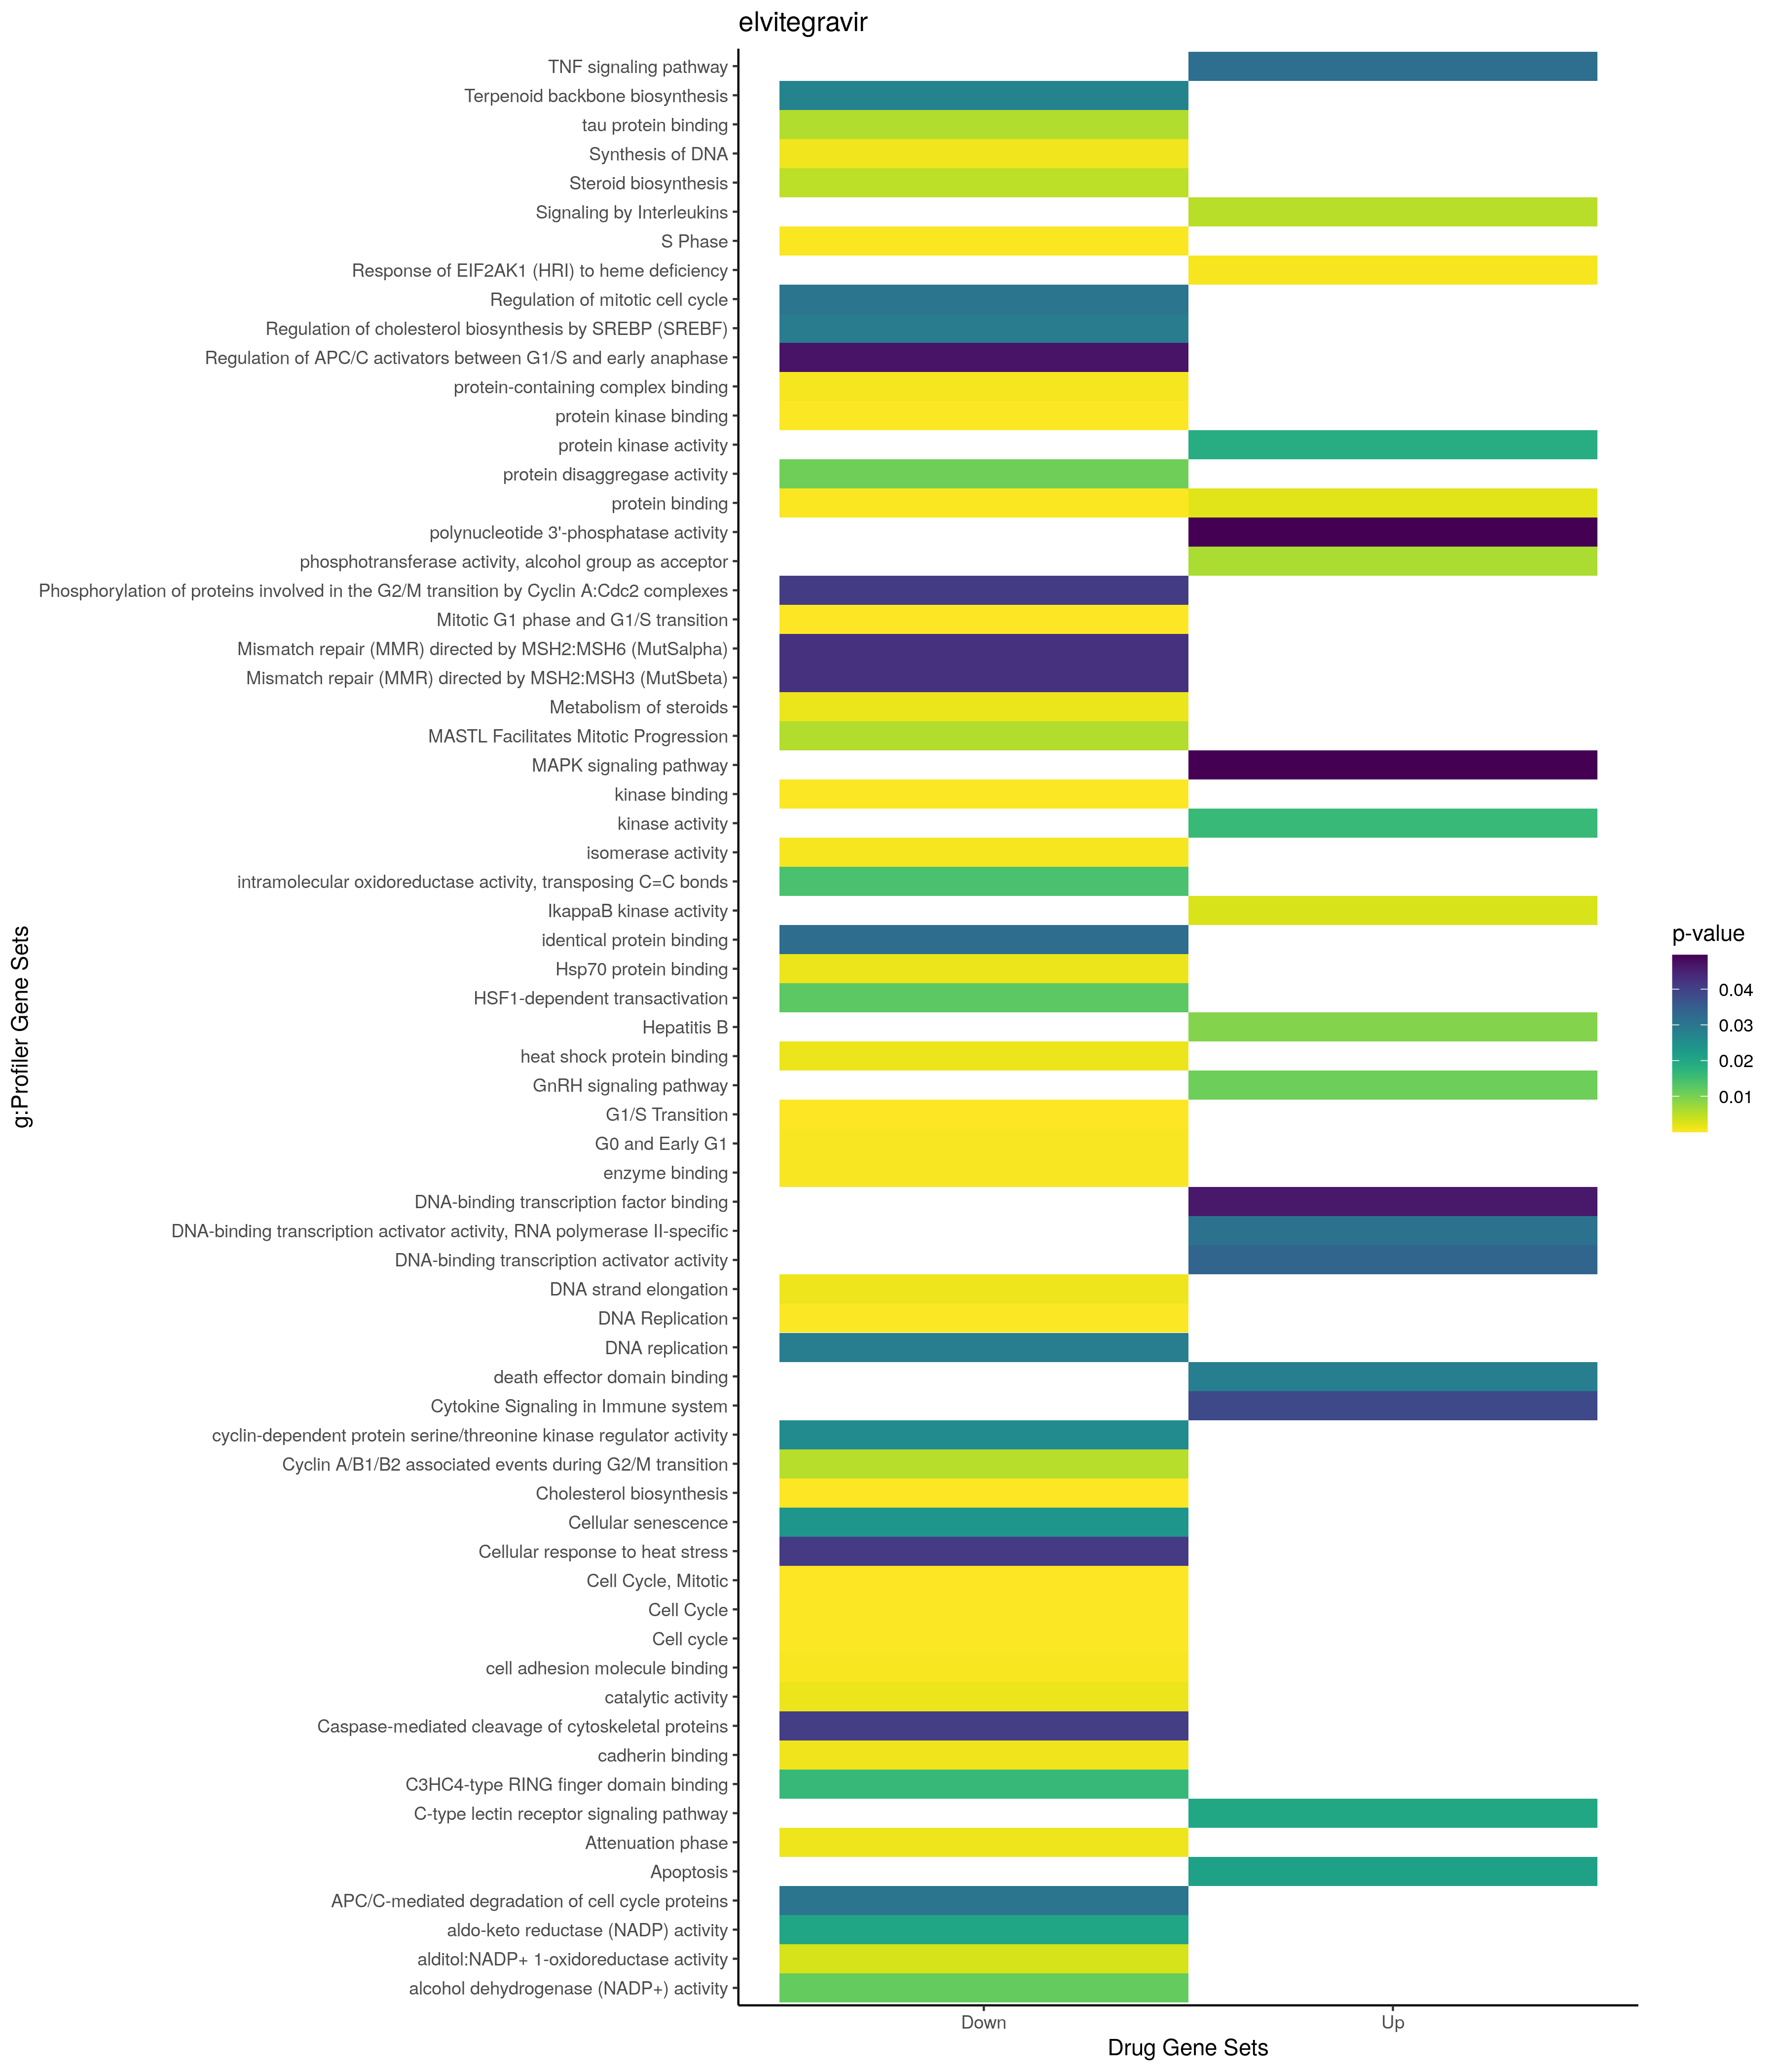 elvitegravir
TNF signaling pathway
Terpenoid backbone biosynthesis
tau protein binding
Synthesis of DNA
Steroid biosynthesis
Signaling by Interleukins
S Phase
Response of EIF2AK1 (HRI) to heme deficiency
Regulation of mitotic cell cycle
Regulation of cholesterol biosynthesis by SREBP (SREBF)
Regulation of APC/C activators between G1/S and early anaphase
protein-containing complex binding
protein kinase binding
protein kinase activity
protein disaggregase activity
protein binding
polynucleotide 3'-phosphatase activity
phosphotransferase activity, alcohol group as acceptor
Phosphorylation of proteins involved in the G2/M transition by Cyclin A:Cdc2 complexes
Mitotic G1 phase and G1/S transition
Mismatch repair (MMR) directed by MSH2:MSH6 (MutSalpha)
Mismatch repair (MMR) directed by MSH2:MSH3 (MutSbeta)
Metabolism of steroids
MASTL Facilitates Mitotic Progression
MAPK signaling pathway
kinase binding
kinase activity
isomerase activity
intramolecular oxidoreductase activity, transposing C=C bonds
IkappaB kinase activity
identical protein binding
Hsp70 protein binding
HSF1-dependent transactivation
Hepatitis B
heat shock protein binding
GnRH signaling pathway
G1/S Transition
G0 and Early G1
enzyme binding
DNA-binding transcription factor binding
DNA-binding transcription activator activity, RNA polymerase II-specific
DNA-binding transcription activator activity
DNA strand elongation
DNA Replication
DNA replication
death effector domain binding
Cytokine Signaling in Immune system
cyclin-dependent protein serine/threonine kinase regulator activity
Cyclin A/B1/B2 associated events during G2/M transition
Cholesterol biosynthesis
Cellular senescence
Cellular response to heat stress
Cell Cycle, Mitotic
Cell Cycle
Cell cycle
cell adhesion molecule binding
catalytic activity
Caspase-mediated cleavage of cytoskeletal proteins
cadherin binding
C3HC4-type RING finger domain binding
C-type lectin receptor signaling pathway
Attenuation phase
Apoptosis
APC/C-mediated degradation of cell cycle proteins
aldo-keto reductase (NADP) activity
alditol:NADP+ 1-oxidoreductase activity
alcohol dehydrogenase (NADP+) activity
Down
Up
Drug Gene Sets
g:Profiler Gene Sets
p-value
0.04
0.03
0.02
0.01